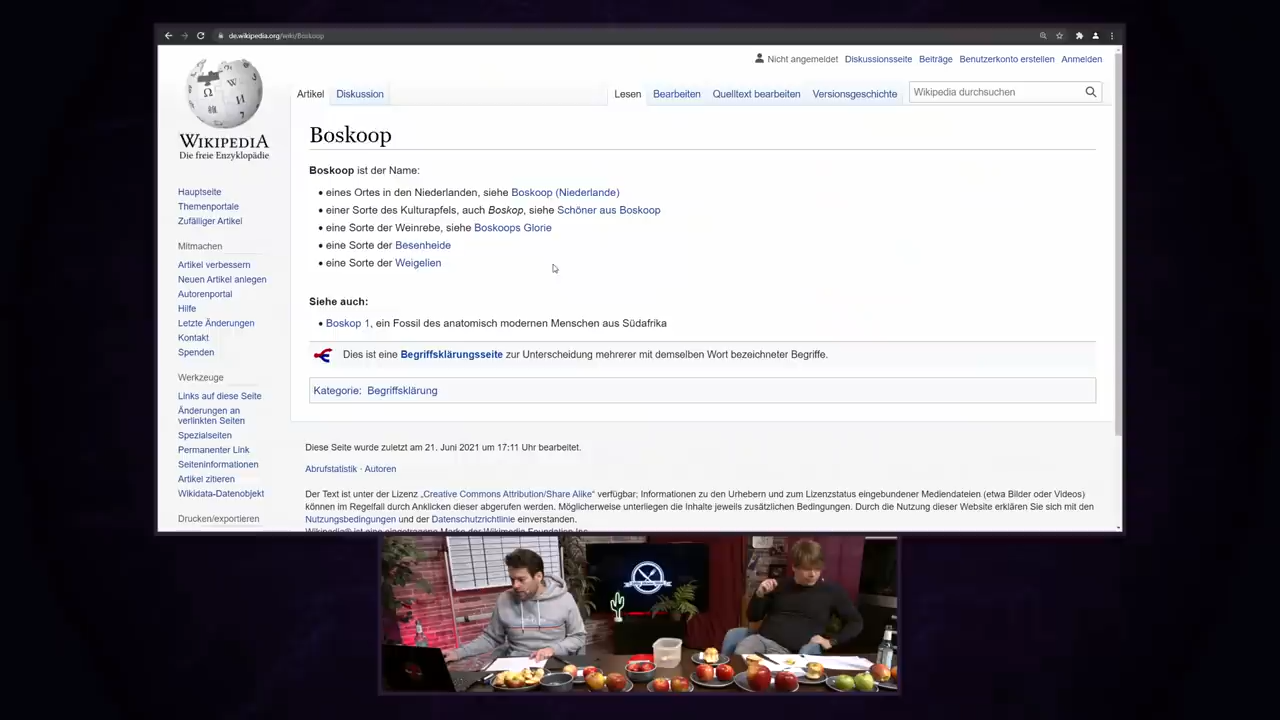 de.wikipedia.org/wiki/Boskoop
Nicht angemeldet Diskussionsseite Beiträge Benutzerkonto erstellen Anmelden
Artikel Diskussion Lesen Bearbeiten Quelltext bearbeiten Versionsgeschichte Wikipedia durchsuchen
WIKIPEDIA
Die freie Enzyklopädie
Hauptseite
Themenportale
Zufälliger Artikel
Mitmachen
Artikel verbessern
Neuen Artikel anlegen
Autorenportal
Hilfe
Letzte Änderungen
Kontakt
Spenden
Werkzeuge
Links auf diese Seite
Änderungen an
verlinkten Seiten
Spezialseiten
Permanenter Link
Seiteninformationen
Artikel zitieren
Wikidata-Datenobjekt
Drucken/exportieren
Boskoop
Boskoop ist der Name:
• eines Ortes in den Niederlanden, siehe Boskoop (Niederlande)
• einer Sorte des Kulturapfels, auch Boskop, siehe Schöner aus Boskoop
• eine Sorte der Weinrebe, siehe Boskoops Glorie
• eine Sorte der Besenheide
• eine Sorte der Weigelien
Siehe auch:
• Boskop 1, ein Fossil des anatomisch modernen Menschen aus Südafrika
Dies ist eine Begriffsklärungsseite zur Unterscheidung mehrerer mit demselben Wort bezeichneter Begriffe.
Kategorie: Begriffsklärung
Diese Seite wurde zuletzt am 21. Juni 2021 um 17:11 Uhr bearbeitet.
Abrufstatistik · Autoren
Der Text ist unter der Lizenz „Creative Commons Attribution/Share Alike“ verfügbar; Informationen zu den Urhebern und zum Lizenzstatus eingebundener Mediendateien (etwa Bilder oder Videos)
können im Regelfall durch Anklicken dieser abgerufen werden. Möglicherweise unterliegen die Inhalte jeweils zusätzlichen Bedingungen. Durch die Nutzung dieser Website erklären Sie sich mit den
Nutzungsbedingungen und der Datenschutzrichtlinie einverstanden.
Wikipedia® ist eine eingetragene Marke der Wikimedia Foundation Inc.